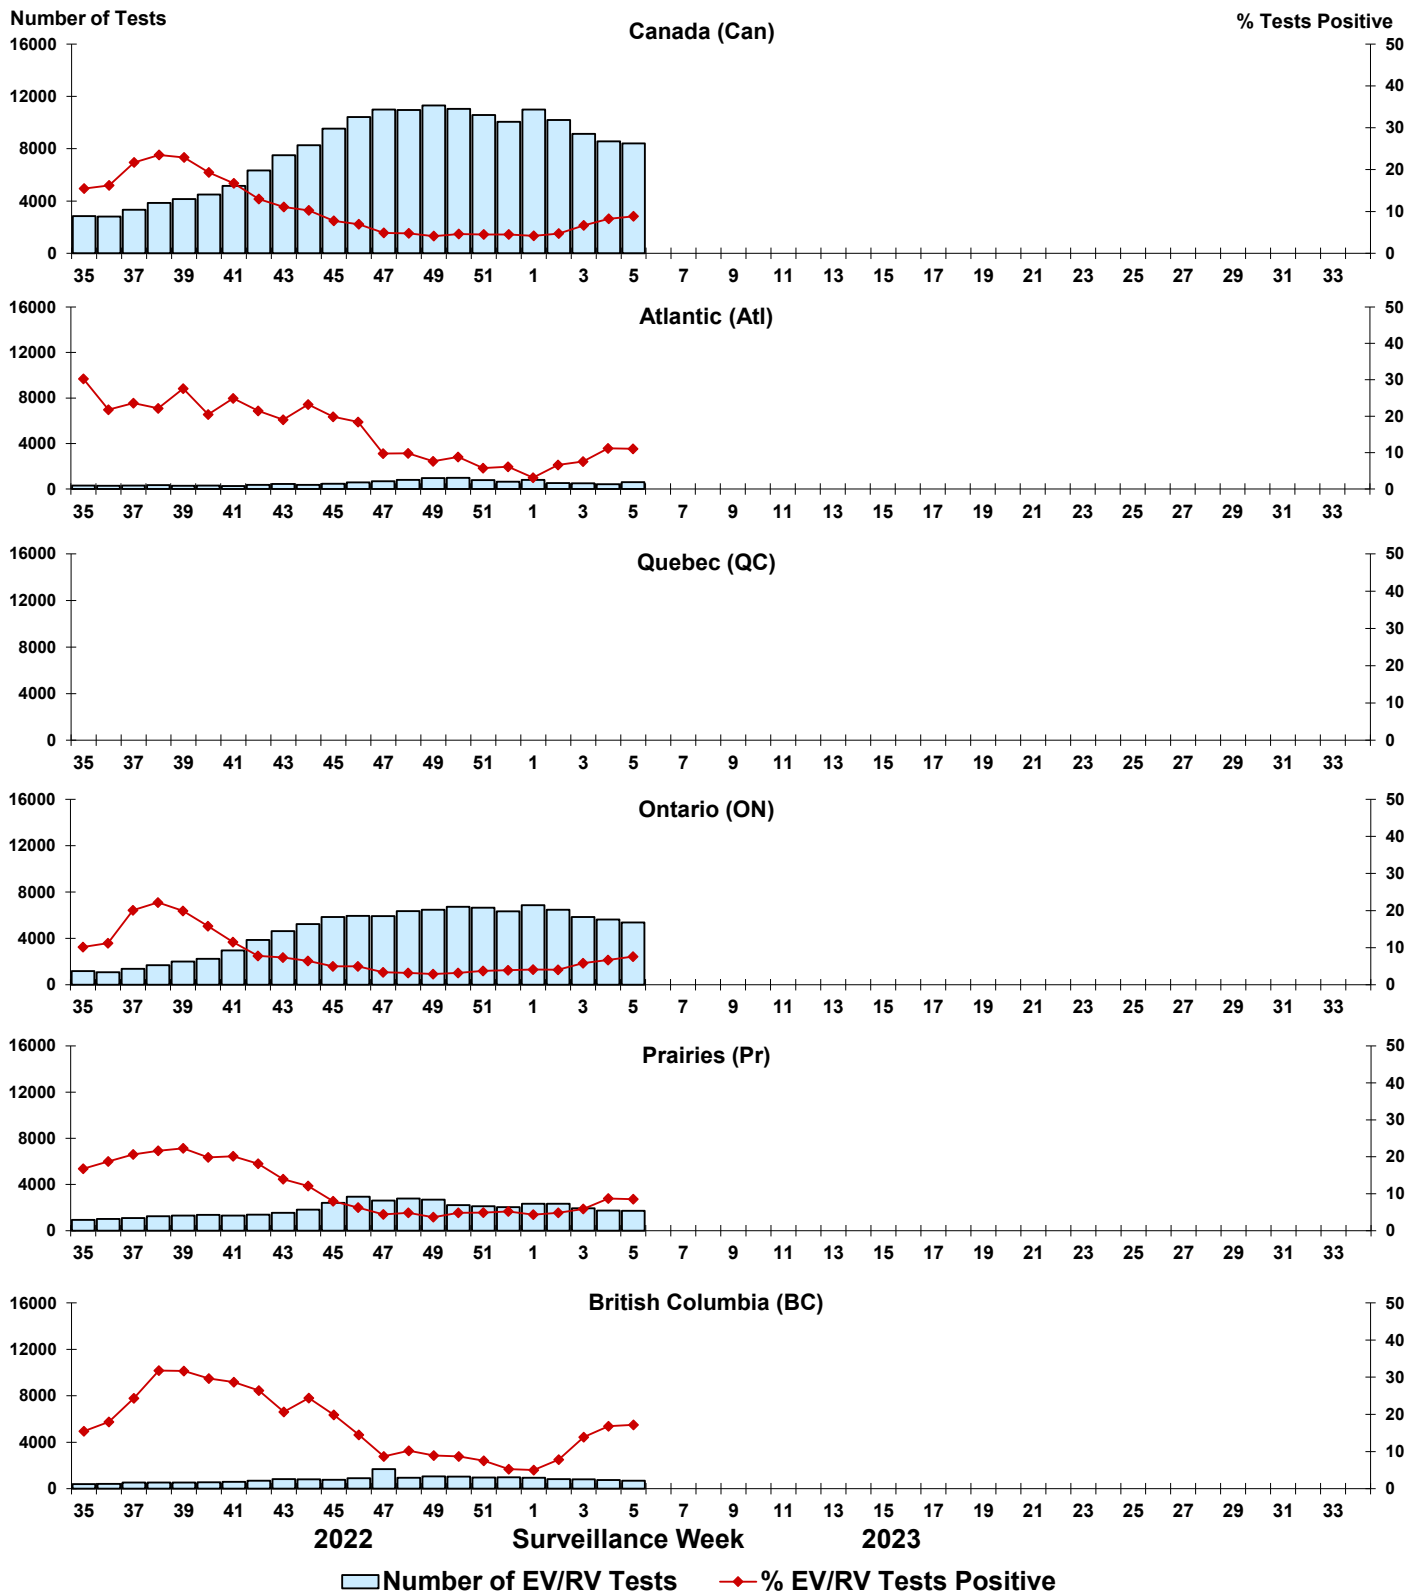 Number of Tests
% Tests Positive
Canada (Can)
16000 50
12000 40
8000 30
4000 20
0 10
0
35 37 39 41 43 45 47 49 51 1 3 5 7 9 11 13 15 17 19 21 23 25 27 29 31 33
Atlantic (Atl)
16000 50
12000 40
8000 30
4000 20
0 10
0
35 37 39 41 43 45 47 49 51 1 3 5 7 9 11 13 15 17 19 21 23 25 27 29 31 33
Quebec (QC)
16000 50
12000 40
8000 30
4000 20
0 10
0
35 37 39 41 43 45 47 49 51 1 3 5 7 9 11 13 15 17 19 21 23 25 27 29 31 33
Ontario (ON)
16000 50
12000 40
8000 30
4000 20
0 10
0
35 37 39 41 43 45 47 49 51 1 3 5 7 9 11 13 15 17 19 21 23 25 27 29 31 33
Prairies (Pr)
16000 50
12000 40
8000 30
4000 20
0 10
0
35 37 39 41 43 45 47 49 51 1 3 5 7 9 11 13 15 17 19 21 23 25 27 29 31 33
British Columbia (BC)
16000 50
12000 40
8000 30
4000 20
0 10
0
35 37 39 41 43 45 47 49 51 1 3 5 7 9 11 13 15 17 19 21 23 25 27 29 31 33
2022 Surveillance Week 2023
Number of EV/RV Tests % EV/RV Tests Positive